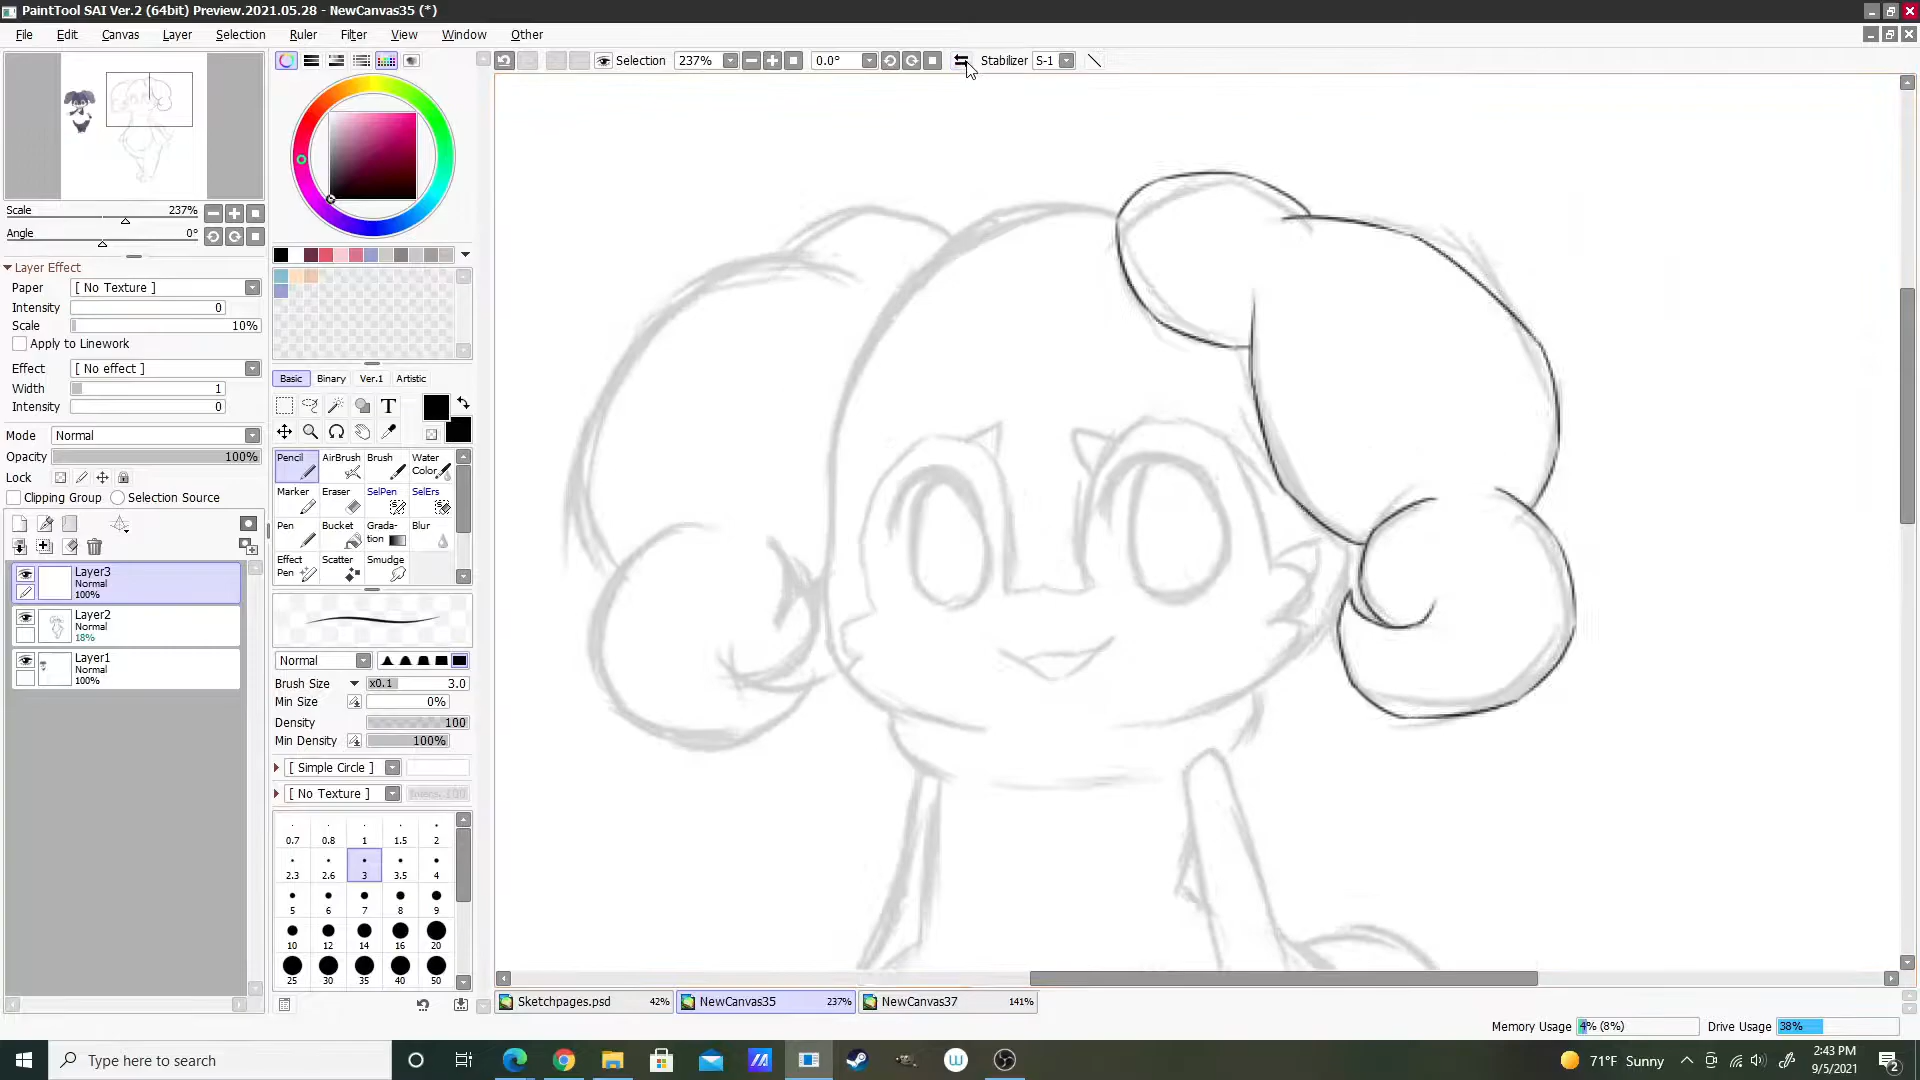 PaintTool SAI Ver.2 (64bit) Preview.2021.05.28 - NewCanvas35 (*)
File Edit Canvas Layer Selection Ruler Filter View Window Other
Selection 237% 0.0° Stabilizer S-1
Scale 237%
Angle 0°
Layer Effect
Paper [ No Texture ]
Intensity 0
Scale 10%
Apply to Linework
Effect [ No effect ]
Width 1
Intensity 0
Mode Normal
Opacity 100%
Lock
Clipping Group Selection Source
Layer3
Normal
100%
Layer2
Normal
18%
Layer1
Normal
100%
Basic Binary Ver.1 Artistic
T
Pencil AirBrush Brush Water Color
Marker Eraser SelPen SelErs
Pen Bucket Grada-tion Blur
Effect Pen Scatter Smudge
Normal
Brush Size x0.1 3.0
Min Size 0%
Density 100
Min Density 100%
[ Simple Circle ]
[ No Texture ]
0.7 0.8 1 1.5 2
2.3 2.6 3 3.5 4
5 6 7 8 9
10 12 14 16 20
25 30 35 40 50
Sketchpages.psd 42% NewCanvas35 237% NewCanvas37 141%
Memory Usage 4% (8%) Drive Usage 38%
Type here to search
71°F Sunny
2:43 PM
9/5/2021
2